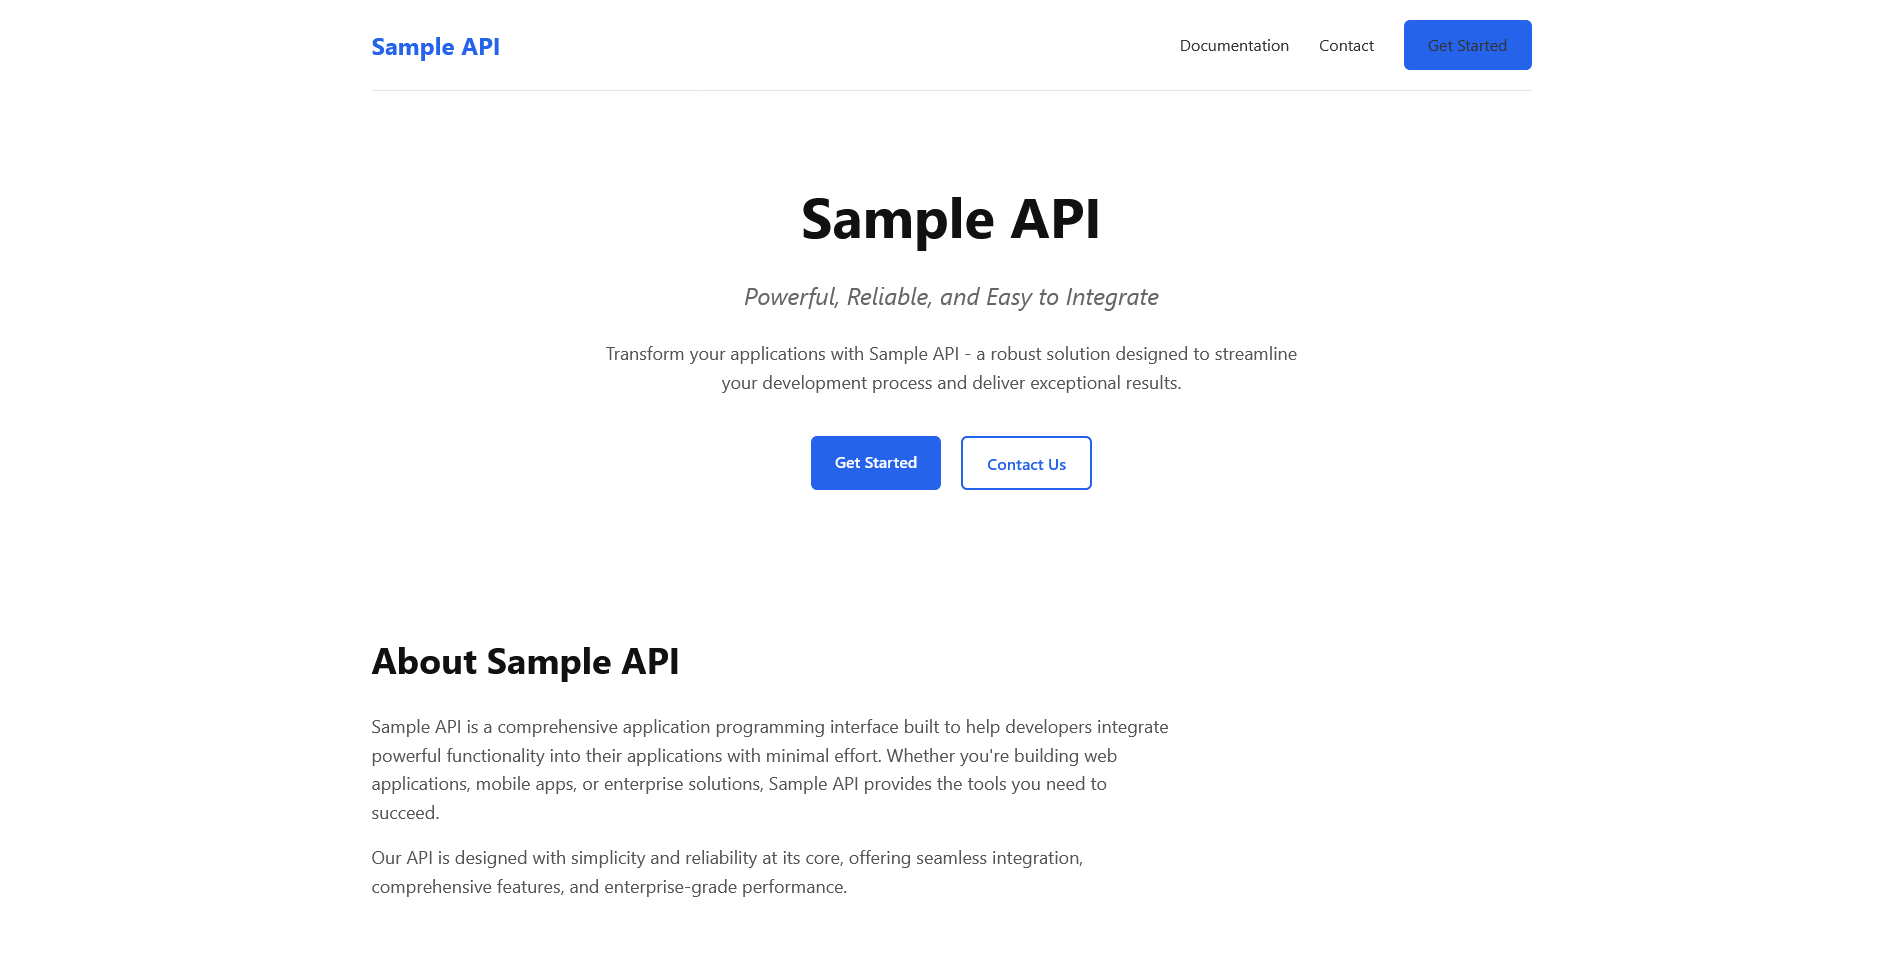 Sample API
Documentation
Contact
Get Started
Sample API
Powerful, Reliable, and Easy to Integrate
Transform your applications with Sample API - a robust solution designed to streamline
your development process and deliver exceptional results.
Get Started
Contact Us
About Sample API
Sample API is a comprehensive application programming interface built to help developers integrate
powerful functionality into their applications with minimal effort. Whether you're building web
applications, mobile apps, or enterprise solutions, Sample API provides the tools you need to
succeed.
Our API is designed with simplicity and reliability at its core, offering seamless integration,
comprehensive features, and enterprise-grade performance.